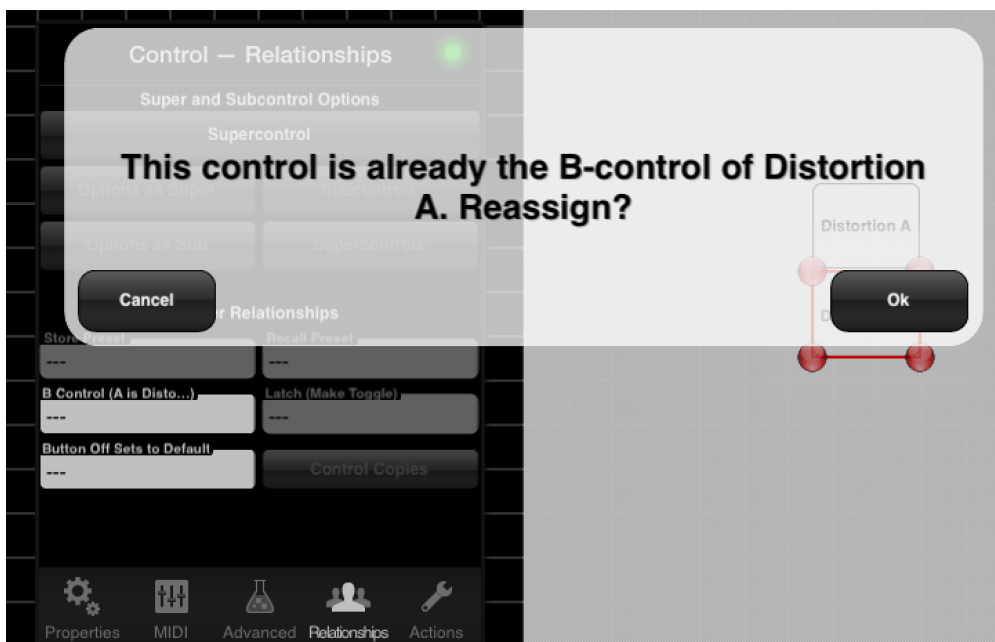 Control — Relationships
Super and Subcontrol Options
Supercontrol
This control is already the B-control of Distortion
A. Reassign?
Options as Super
Subcontrols
Options as Sub
Supercontrols
Distortion A
Cancel
Ok
r Relationships
D
Store Preset
Recall Preset
---
---
B Control (A is Disto...)
Latch (Make Toggle)
---
---
Button Off Sets to Default
---
Control Copies
Properties
MIDI
Advanced
Relationships
Actions